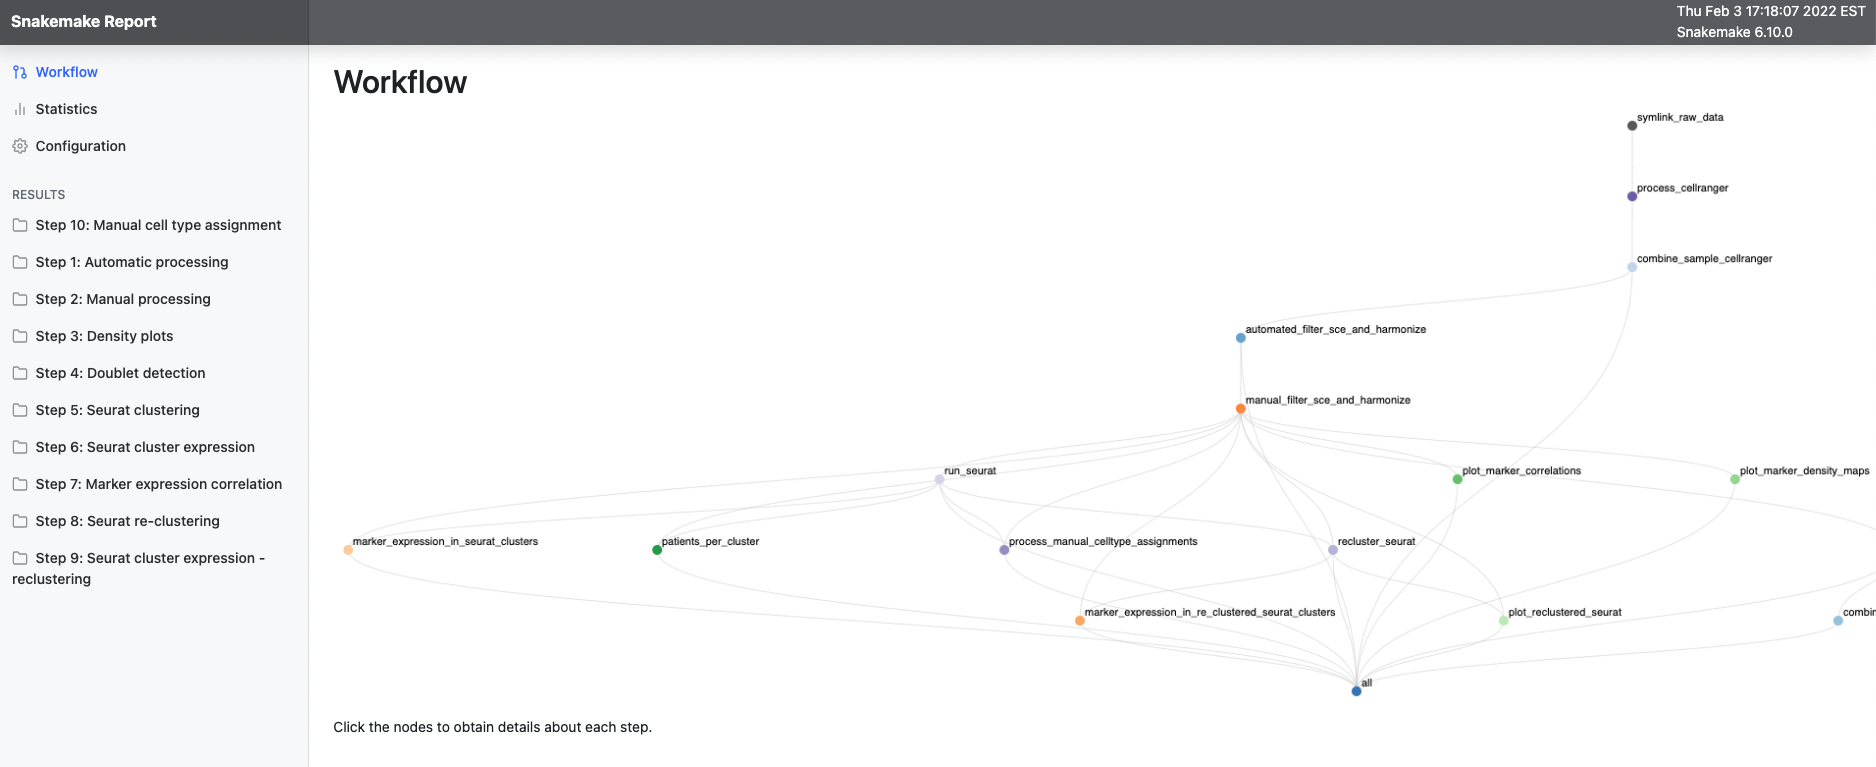 Snakemake Report
Thu Feb 3 17:18:07 2022 EST
Snakemake 6.10.0
Workflow
Statistics
Configuration
RESULTS
Step 10: Manual cell type assignment
Step 1: Automatic processing
Step 2: Manual processing
Step 3: Density plots
Step 4: Doublet detection
Step 5: Seurat clustering
Step 6: Seurat cluster expression
Step 7: Marker expression correlation
Step 8: Seurat re-clustering
Step 9: Seurat cluster expression -
reclustering
Workflow
symlink_raw_data
process_cellranger
combine_sample_cellranger
automated_filter_sce_and_harmonize
manual_filter_sce_and_harmonize
run_seurat
plot_marker_correlations
plot_marker_density_maps
marker_expression_in_seurat_clusters
patients_per_cluster
process_manual_celltype_assignments
recluster_seurat
marker_expression_in_re_clustered_seurat_clusters
plot_reclustered_seurat
all
Click the nodes to obtain details about each step.